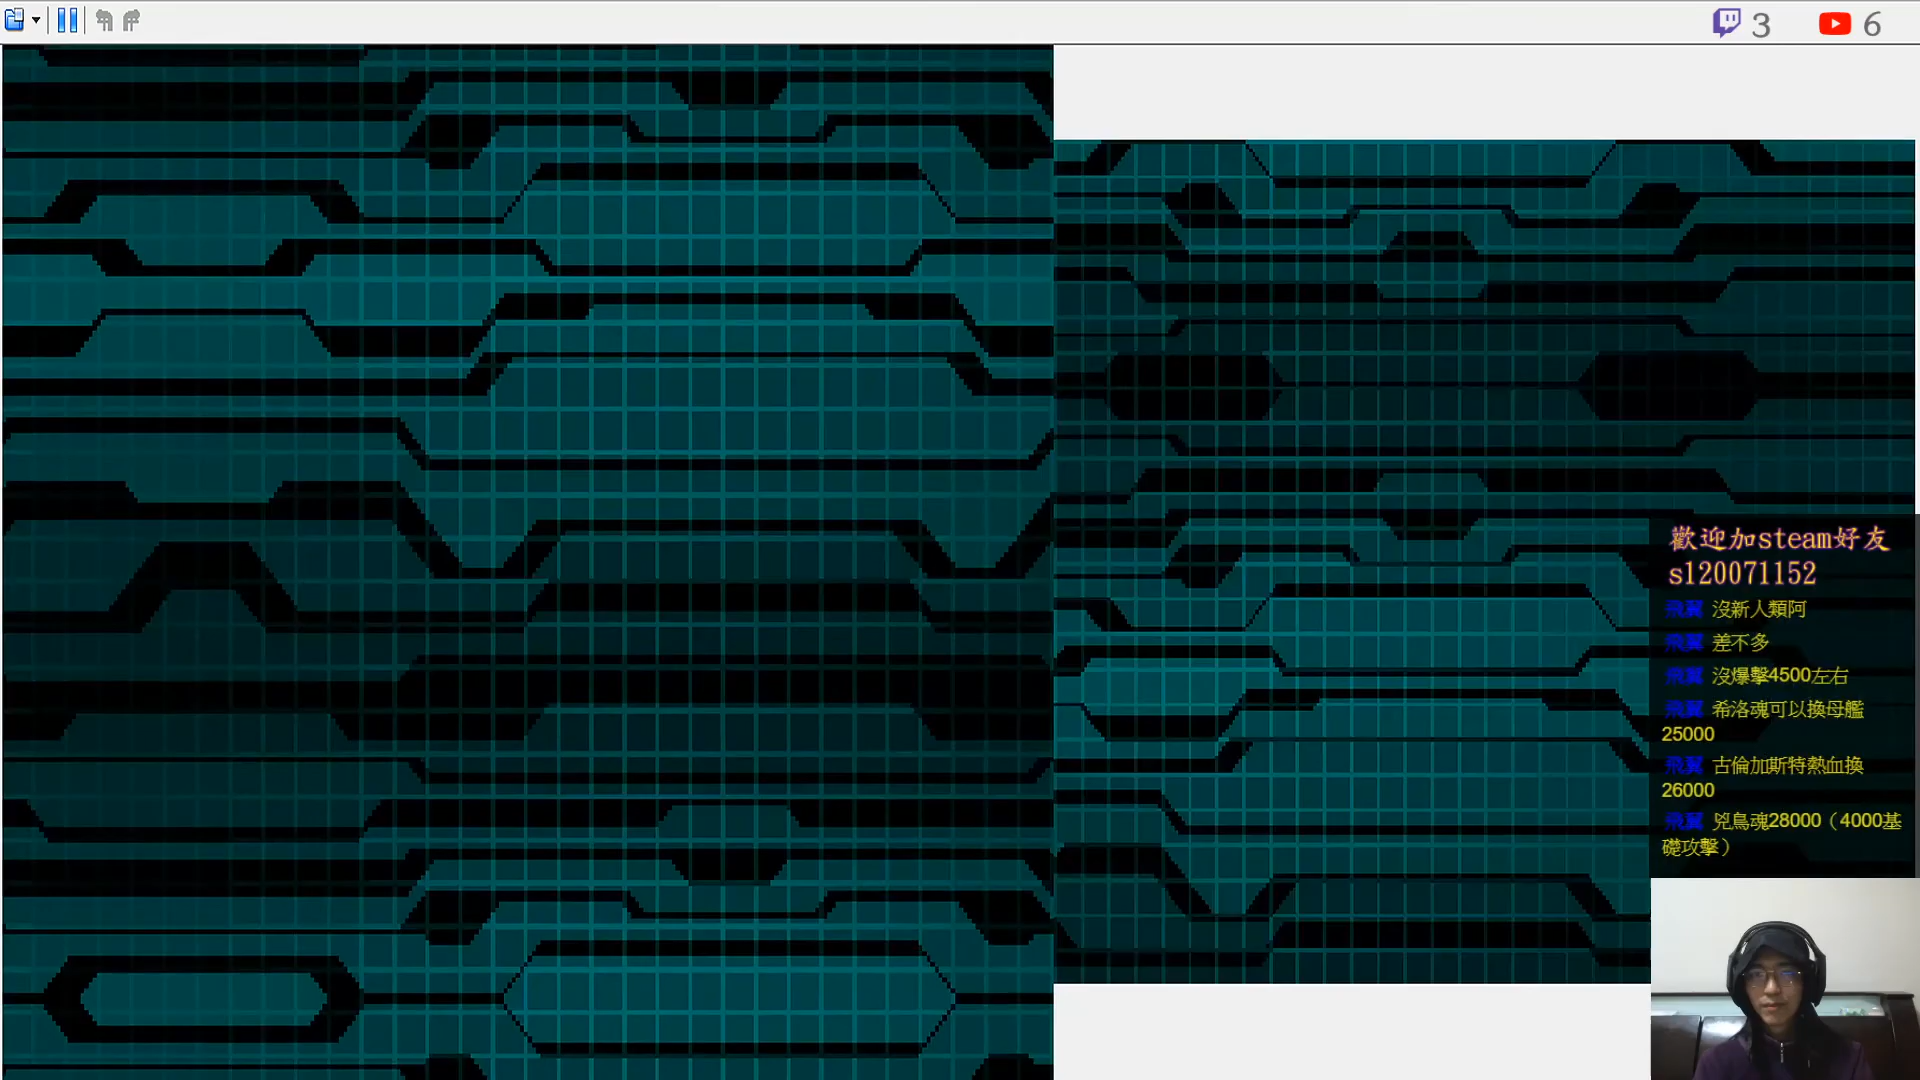 3 6
歡迎加steam好友
s120071152
飛翼 沒新人類阿
飛翼 差不多
飛翼 沒爆擊4500左右
飛翼 希洛魂可以換母艦
25000
飛翼 古倫加斯特熱血換
26000
飛翼 兇鳥魂28000（4000基
礎攻擊）